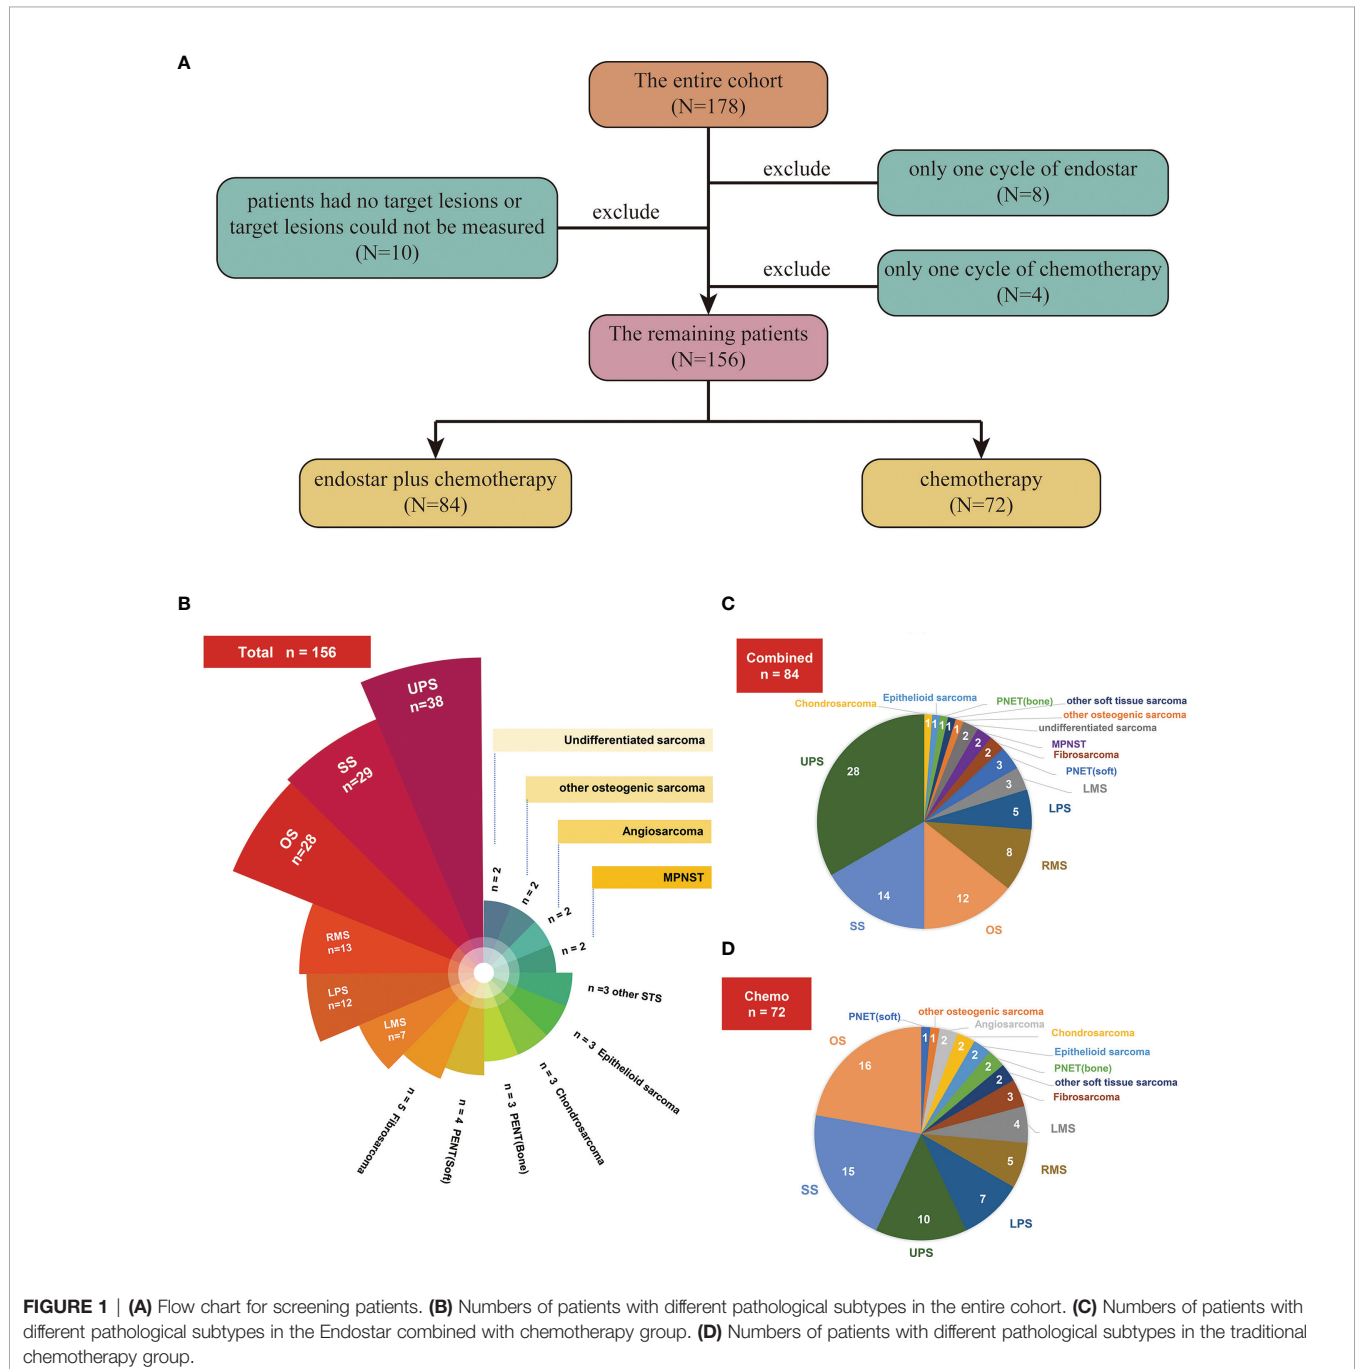 A
The entire cohort
(N=178)
exclude
only one cycle of endostar
(N=8)
patients had no target lesions or
target lesions could not be measured
(N=10)
exclude
exclude
only one cycle of chemotherapy
(N=4)
The remaining patients
(N=156)
endostar plus chemotherapy
(N=84)
chemotherapy
(N=72)
B
Total n = 156
UPS
n=38
SS
n=29
OS
n=28
RMS
n=13
LPS
n=12
LMS
n=7
n = 5 Fibrosarcoma
n = 4 PENT(Soft)
n = 3 PENT(Bone)
n = 3 Chondrosarcoma
n = 3 Epithelioid sarcoma
n =3 other STS
n = 2
n = 2
n = 2
n = 2
Undifferentiated sarcoma
other osteogenic sarcoma
Angiosarcoma
MPNST
C
Combined
n = 84
Chondrosarcoma
Epithelioid sarcoma
PNET(bone)
other soft tissue sarcoma
other osteogenic sarcoma
undifferentiated sarcoma
MPNST
Fibrosarcoma
PNET(soft)
LMS
LPS
RMS
OS
SS
UPS
1
1
1
1
1
2
2
2
3
3
5
8
12
14
28
D
Chemo
n = 72
PNET(soft)
other osteogenic sarcoma
Angiosarcoma
Chondrosarcoma
Epithelioid sarcoma
PNET(bone)
other soft tissue sarcoma
Fibrosarcoma
LMS
RMS
LPS
UPS
SS
OS
1
1
2
2
2
2
2
3
4
5
7
10
15
16
FIGURE 1 | (A) Flow chart for screening patients. (B) Numbers of patients with different pathological subtypes in the entire cohort. (C) Numbers of patients with
different pathological subtypes in the Endostar combined with chemotherapy group. (D) Numbers of patients with different pathological subtypes in the traditional
chemotherapy group.